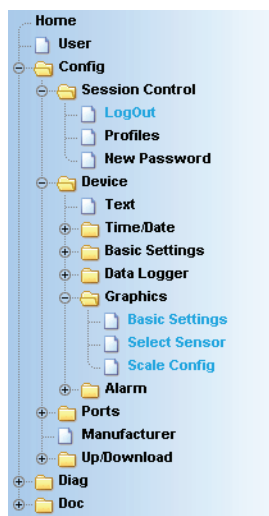 Home
User
Config
Session Control
LogOut
Profiles
New Password
Device
Text
Time/Date
Basic Settings
Data Logger
Graphics
Basic Settings
Select Sensor
Scale Config
Alarm
Ports
Manufacturer
Up/Download
Diag
Doc